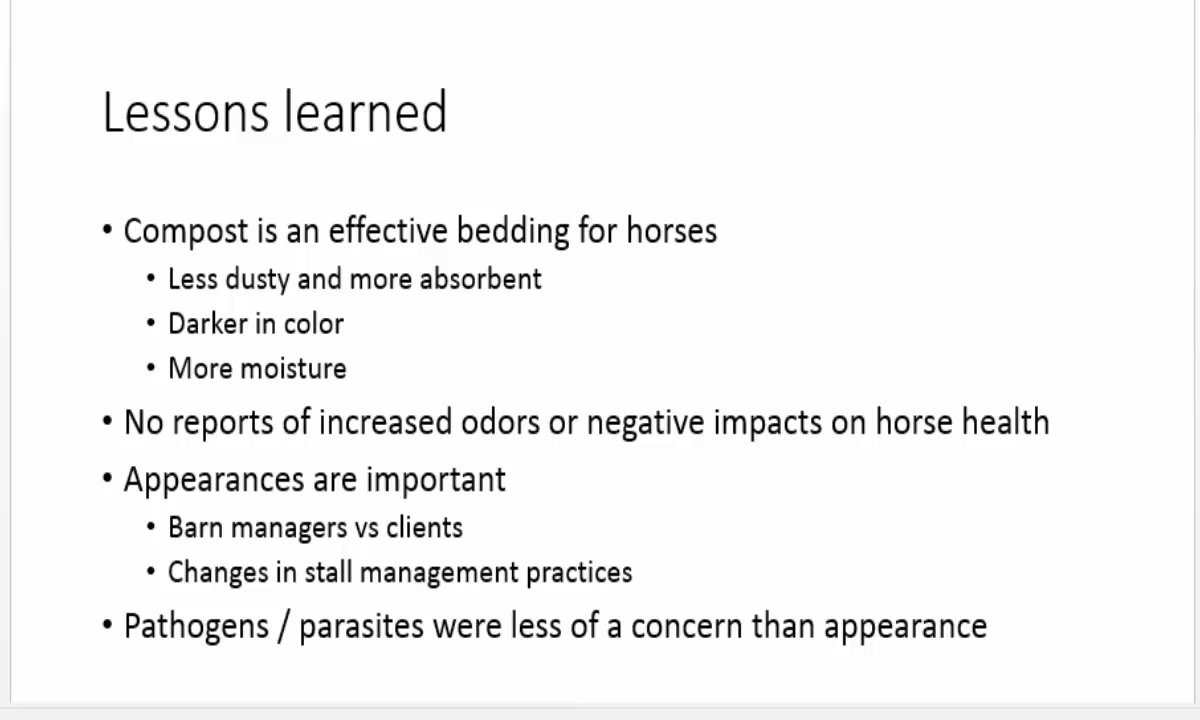 Lessons learned
• Compost is an effective bedding for horses
• Less dusty and more absorbent
• Darker in color
• More moisture
• No reports of increased odors or negative impacts on horse health
• Appearances are important
• Barn managers vs clients
• Changes in stall management practices
• Pathogens / parasites were less of a concern than appearance